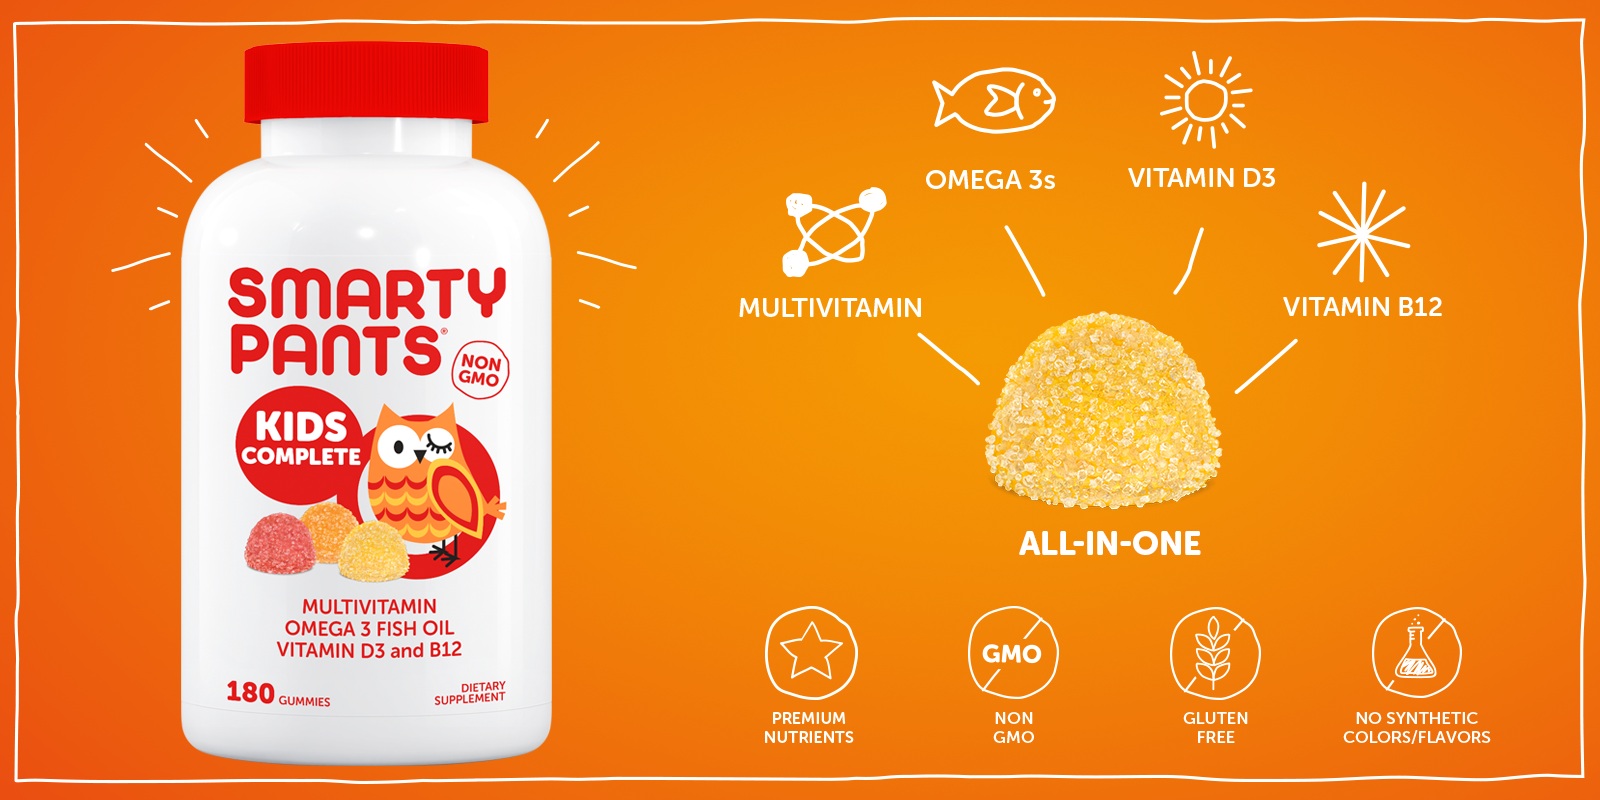 SMARTY
PANTS®
NON
GMO
KIDS
COMPLETE
MULTIVITAMIN
OMEGA 3 FISH OIL
VITAMIN D3 and B12
180 GUMMIES
DIETARY
SUPPLEMENT
MULTIVITAMIN
OMEGA 3s
VITAMIN D3
VITAMIN B12
ALL-IN-ONE
GMO
PREMIUM
NUTRIENTS
NON
GMO
GLUTEN
FREE
NO SYNTHETIC
COLORS/FLAVORS